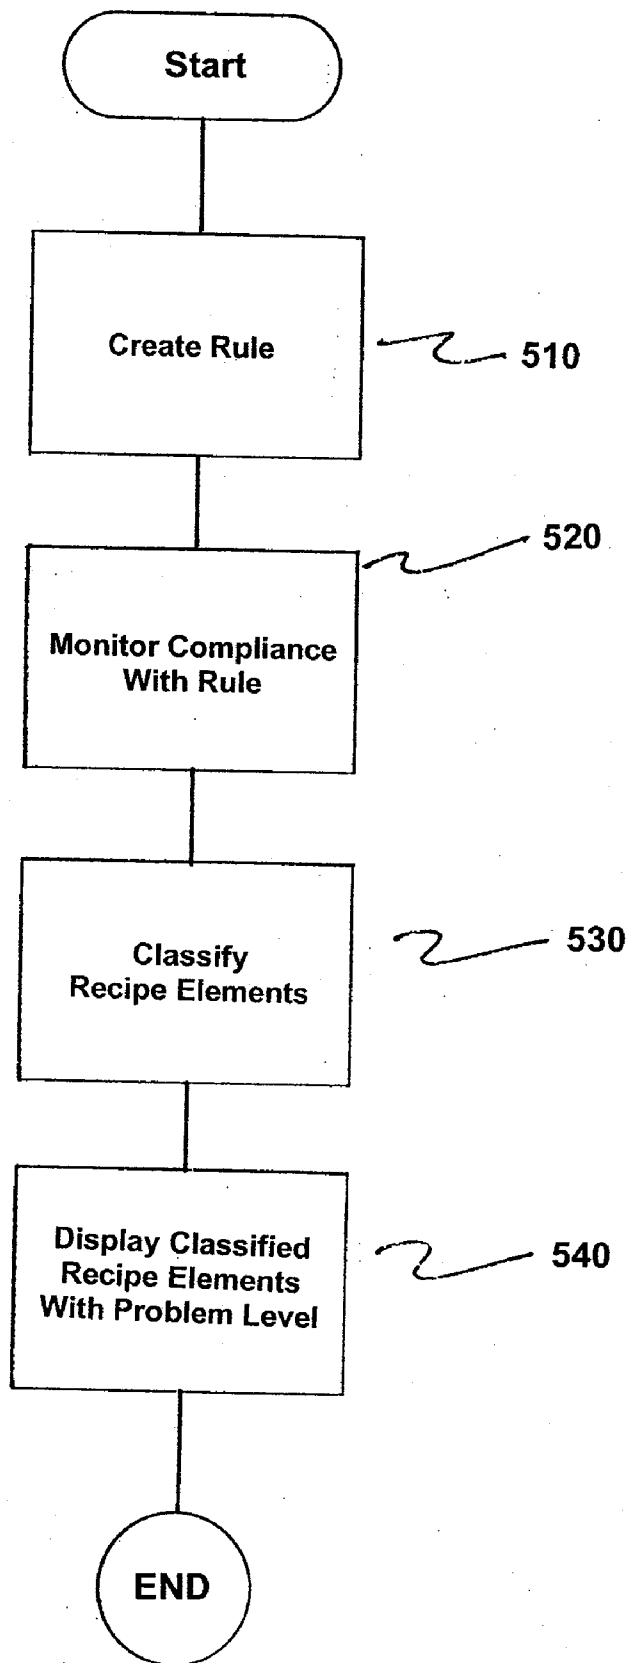 Start
Create Rule
510
520
Monitor Compliance
With Rule
Classify
Recipe Elements
530
Display Classified
Recipe Elements
With Problem Level
540
END